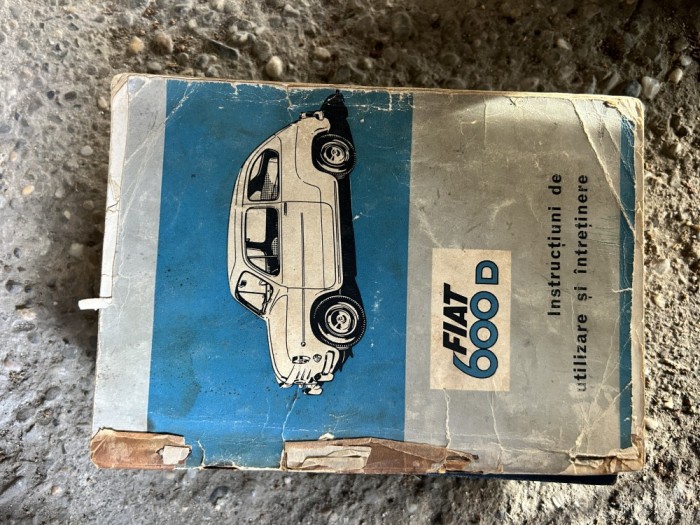 FIAT
600 D
Instrucțiuni de
utilizare și întreținere